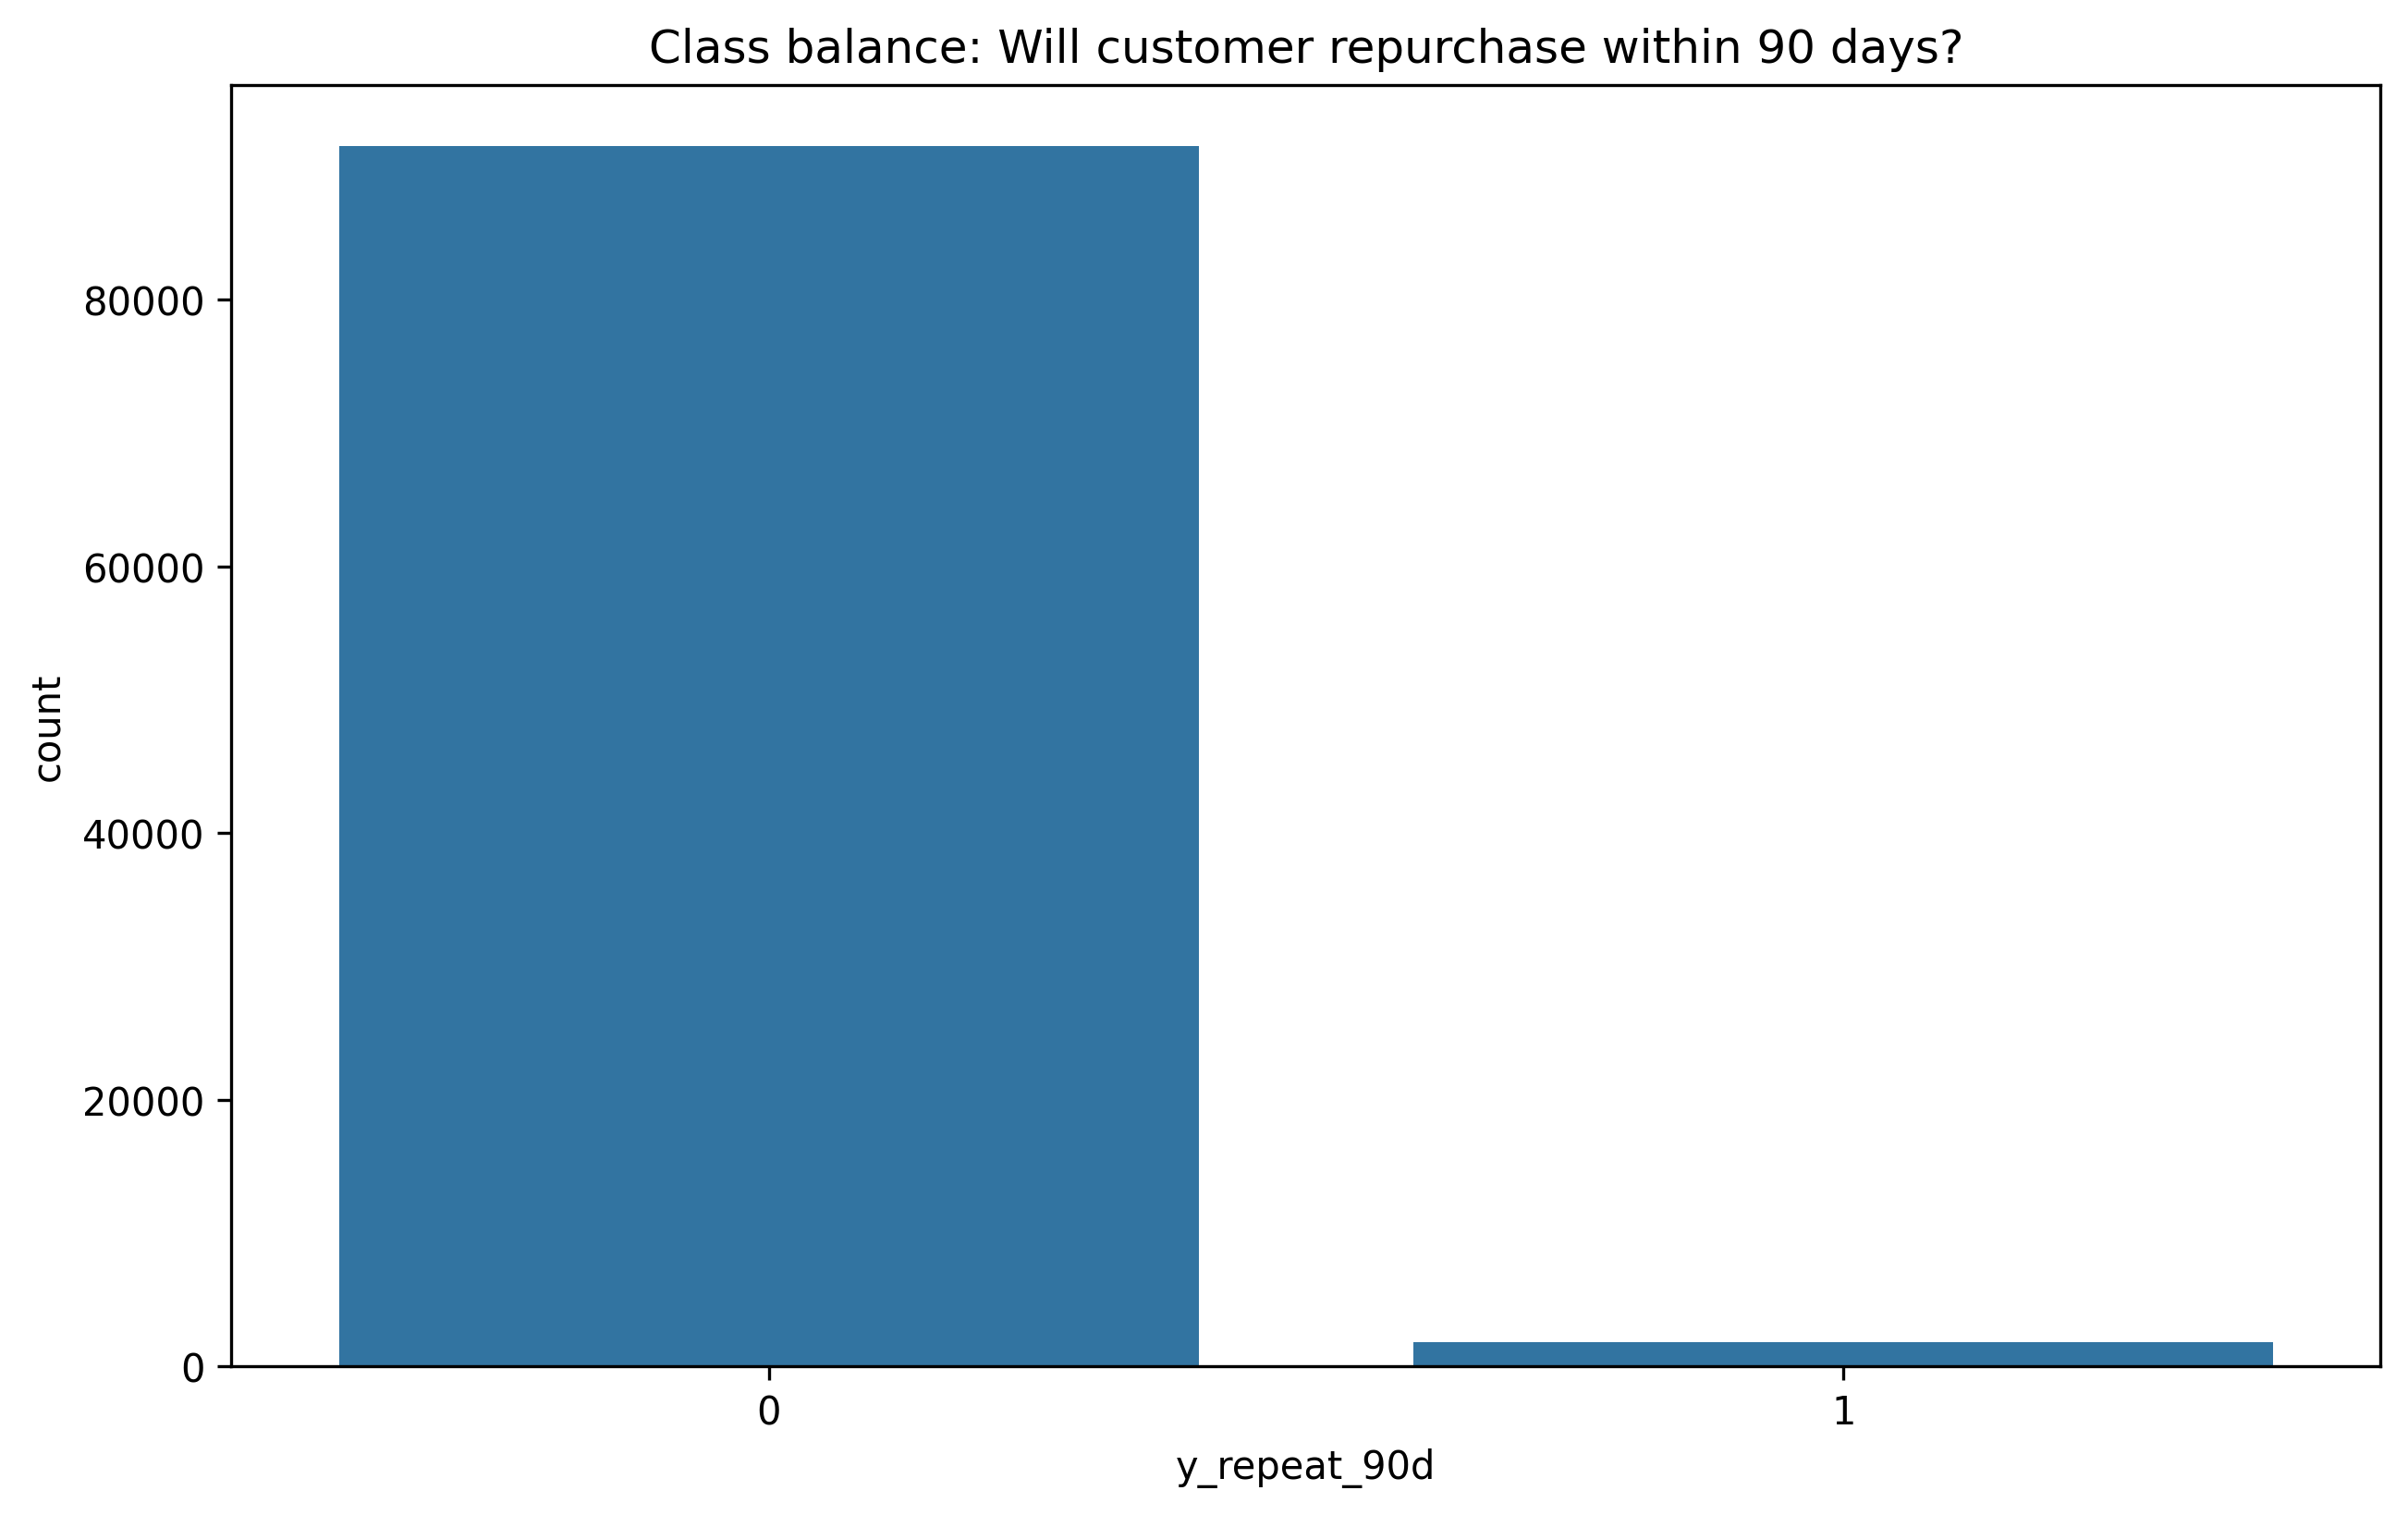 Class balance: Will customer repurchase within 90 days?
80000
60000
40000
20000
0
count
0 1
y_repeat_90d